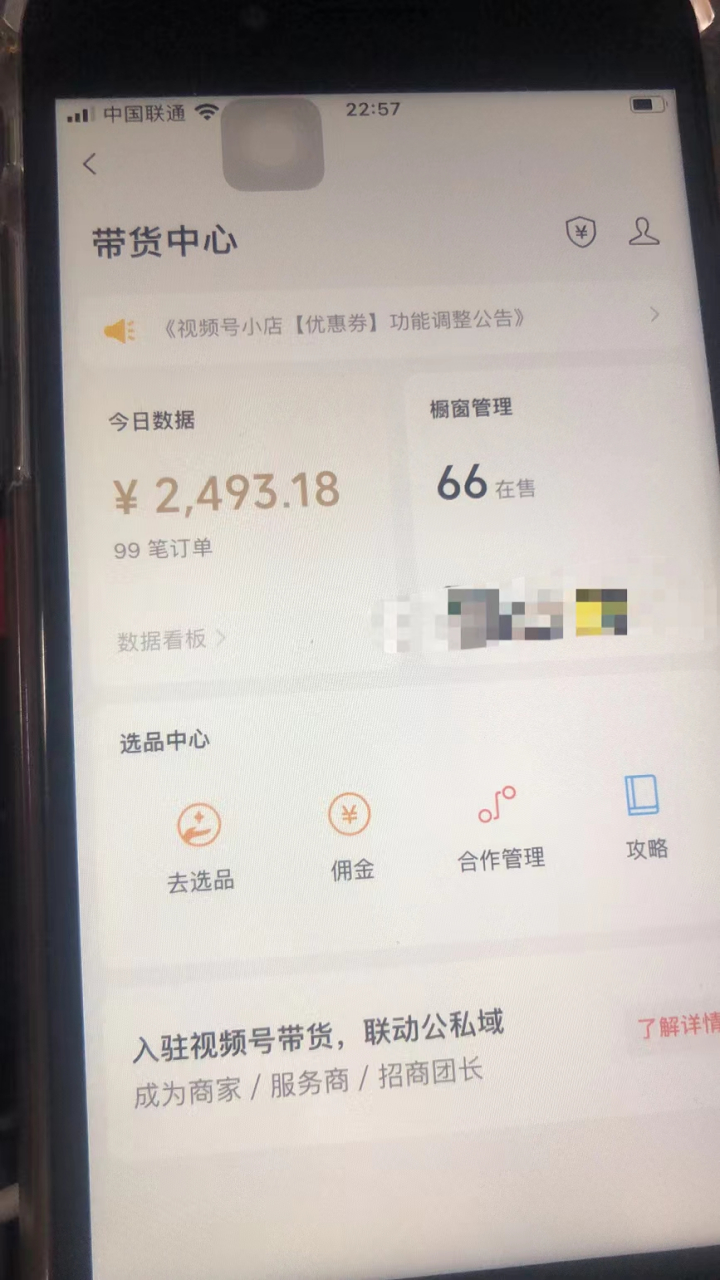 中国联通
22:57
带货中心
《视频号小店【优惠券】功能调整公告》
今日数据
橱窗管理
¥ 2,493.18
66 在售
99 笔订单
数据看板
选品中心
去选品
佣金
合作管理
攻略
入驻视频号带货，联动公私域
了解详情
成为商家 / 服务商 / 招商团长